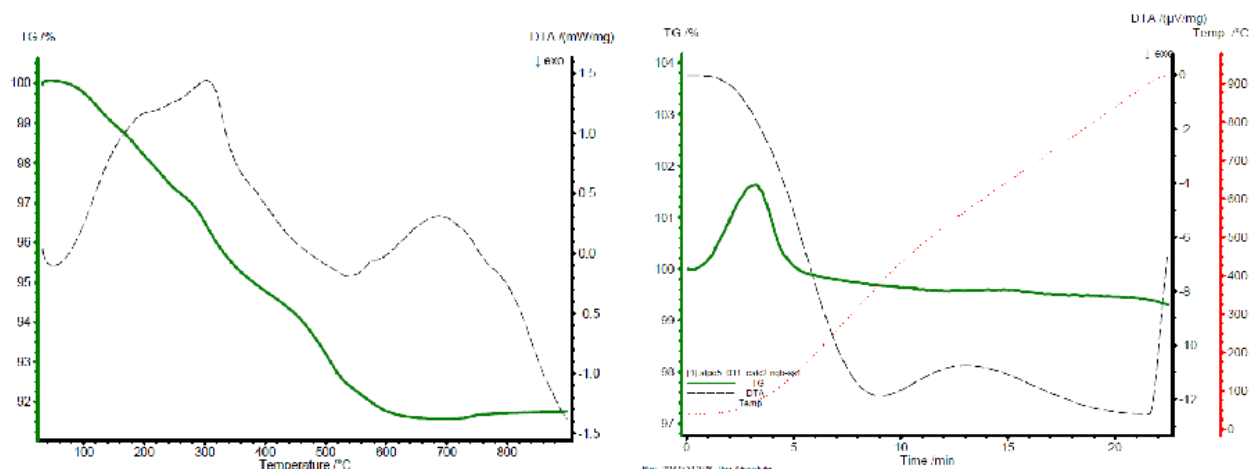 TG /%
DTA /(mW/mg)
↓ exo
100
99
98
97
96
95
94
93
92
1.5
1.0
0.5
0.0
-0.5
-1.0
-1.5
100 200 300 400 500 600 700 800
Temperature /°C
TG /%
DTA /(µV/mg)
Temp. /°C
↓ exo
104
103
102
101
100
99
98
97
0
-2
-4
-6
-8
-10
-12
900
800
700
600
500
400
300
200
100
0
TG
DTA
Temp
0 5 10 15 20
Time /min